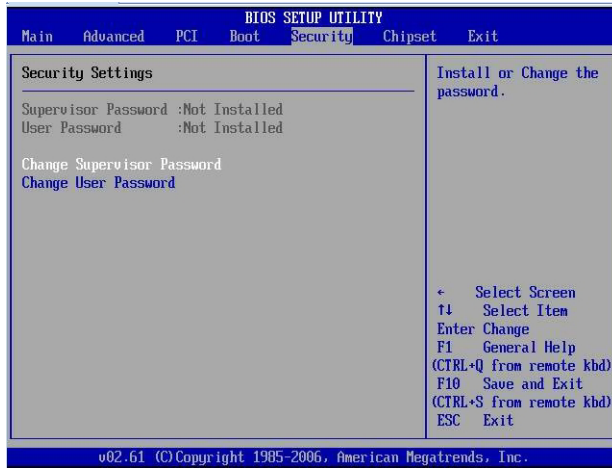 BIOS SETUP UTILITY
Main Advanced PCI Boot Security Chipset Exit
Security Settings
Supervisor Password :Not Installed
User Password :Not Installed
Change Supervisor Password
Change User Password
Install or Change the
password.
← Select Screen
↑↓ Select Item
Enter Change
F1 General Help
(CTRL+Q from remote kbd)
F10 Save and Exit
(CTRL+S from remote kbd)
ESC Exit
v02.61 (C)Copyright 1985-2006, American Megatrends, Inc.